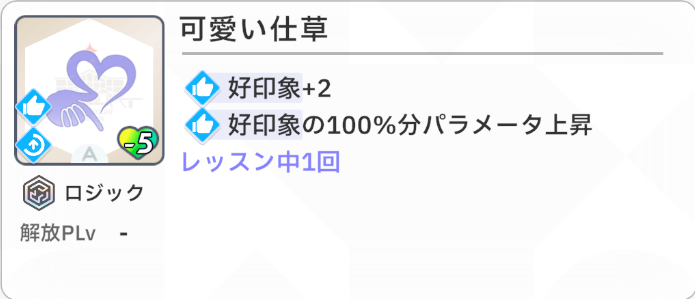 可愛い仕草
好印象+2
好印象の100%分パラメータ上昇
レッスン中1回
-5
A
ロジック
解放PLv -